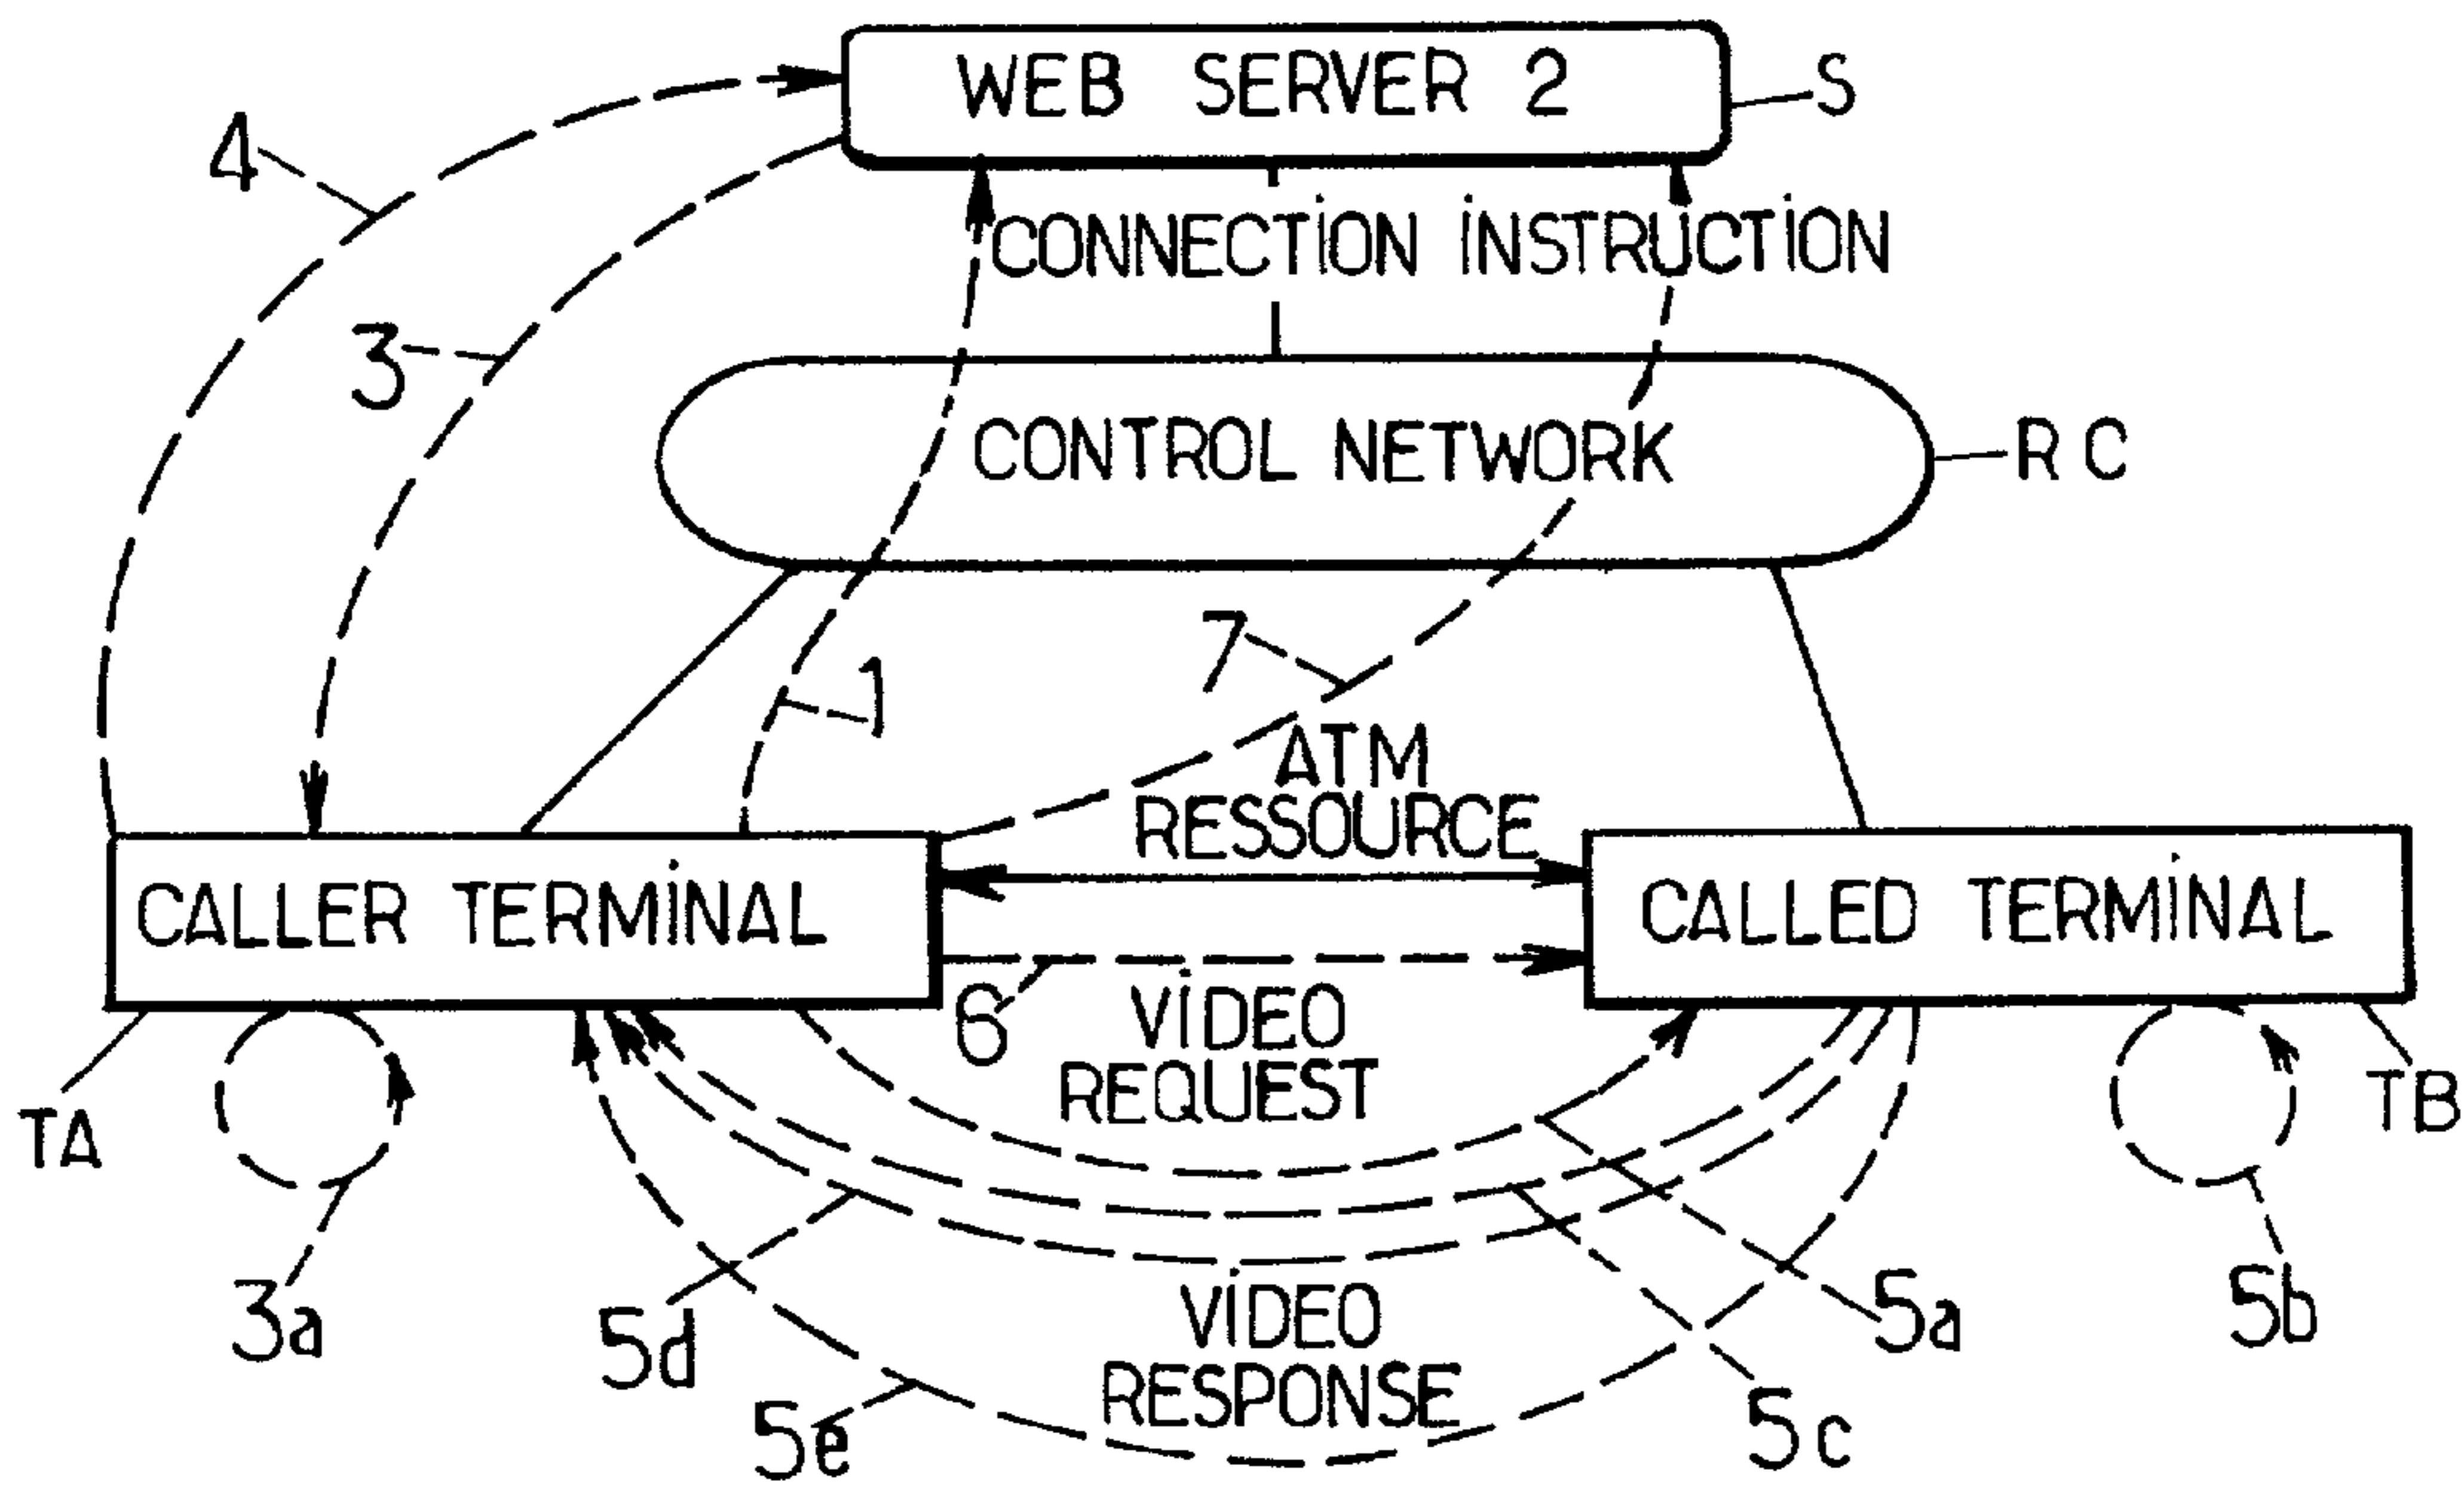 WEB SERVER 2
S
4
CONNECTION INSTRUCTION
3
CONTROL NETWORK
R C
7
1
ATM
RESSOURCE
CALLER TERMINAL
CALLED TERMINAL
6
VIDEO
REQUEST
TA
TB
3a
5d
VIDEO
RESPONSE
5a
5b
5e
5c